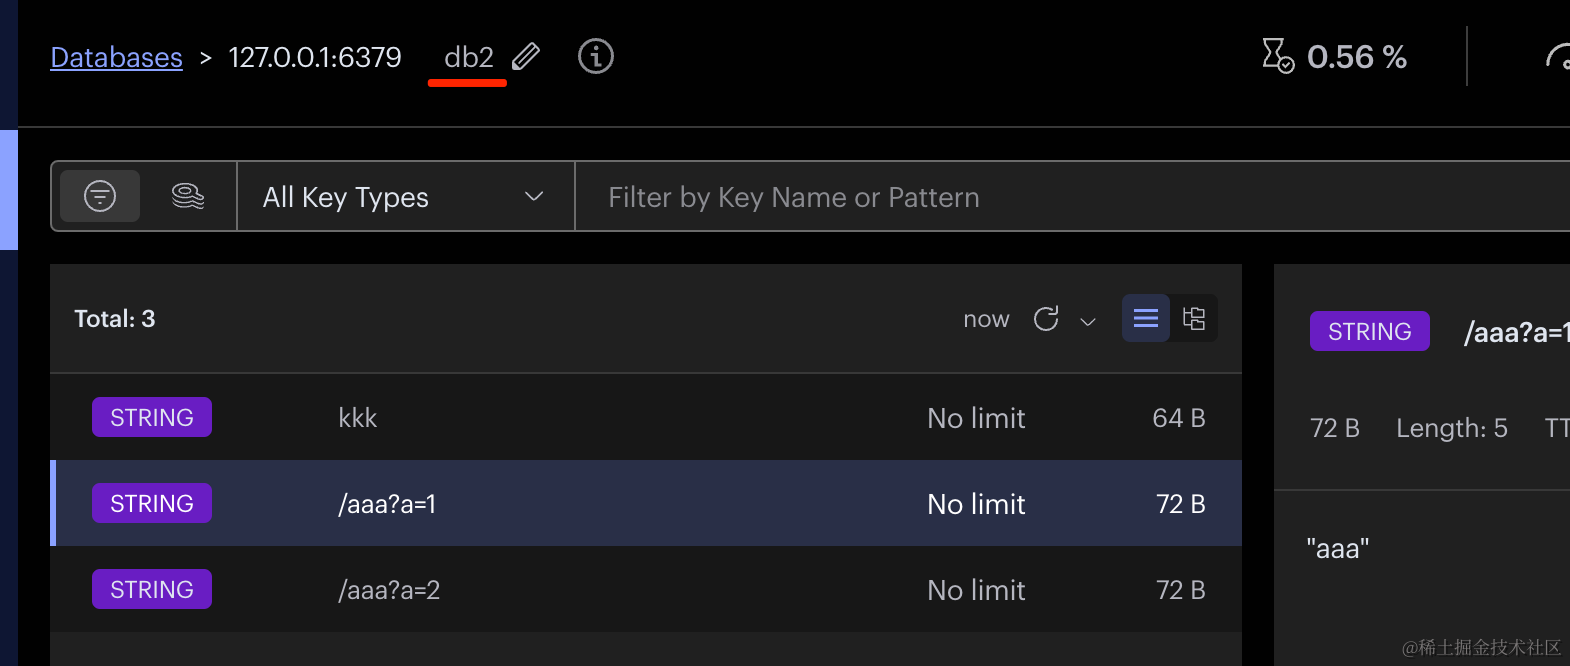 Databases > 127.0.0.1:6379 db2 0.56 %
All Key Types Filter by Key Name or Pattern
Total: 3 now
STRING kkk No limit 64 B
STRING /aaa?a=1 No limit 72 B
STRING /aaa?a=2 No limit 72 B
STRING /aaa?a=1
72 B Length: 5 TT
"aaa"
@稀土掘金技术社区